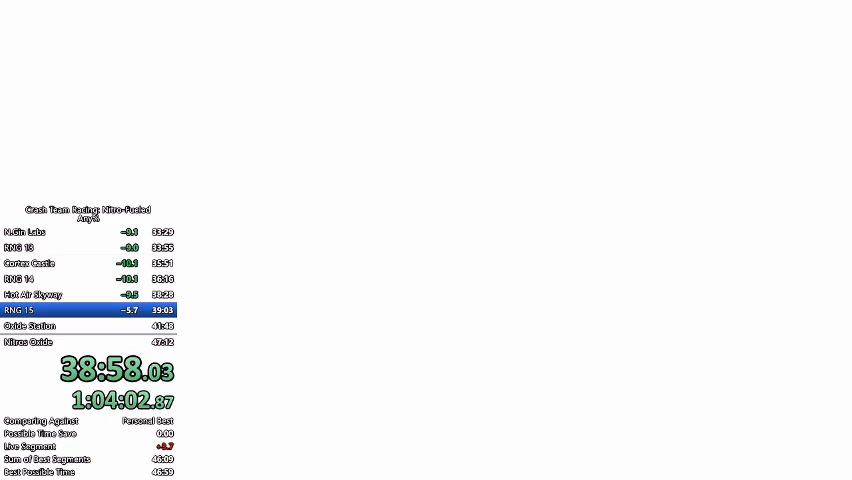 Crash Team Racing: Nitro-Fueled
Any%
N.Gin Labs -9.1 33:29
RNG 13 -9.0 33:55
Cortex Castle -10.1 35:51
RNG 14 -10.1 36:16
Hot Air Skyway -9.5 38:28
RNG 15 -5.7 39:03
Oxide Station 41:48
Nitros Oxide 47:12
38:58.03
1:04:02.87
Comparing Against Personal Best
Possible Time Save 0.00
Live Segment +3.7
Sum of Best Segments 46:09
Best Possible Time 46:59